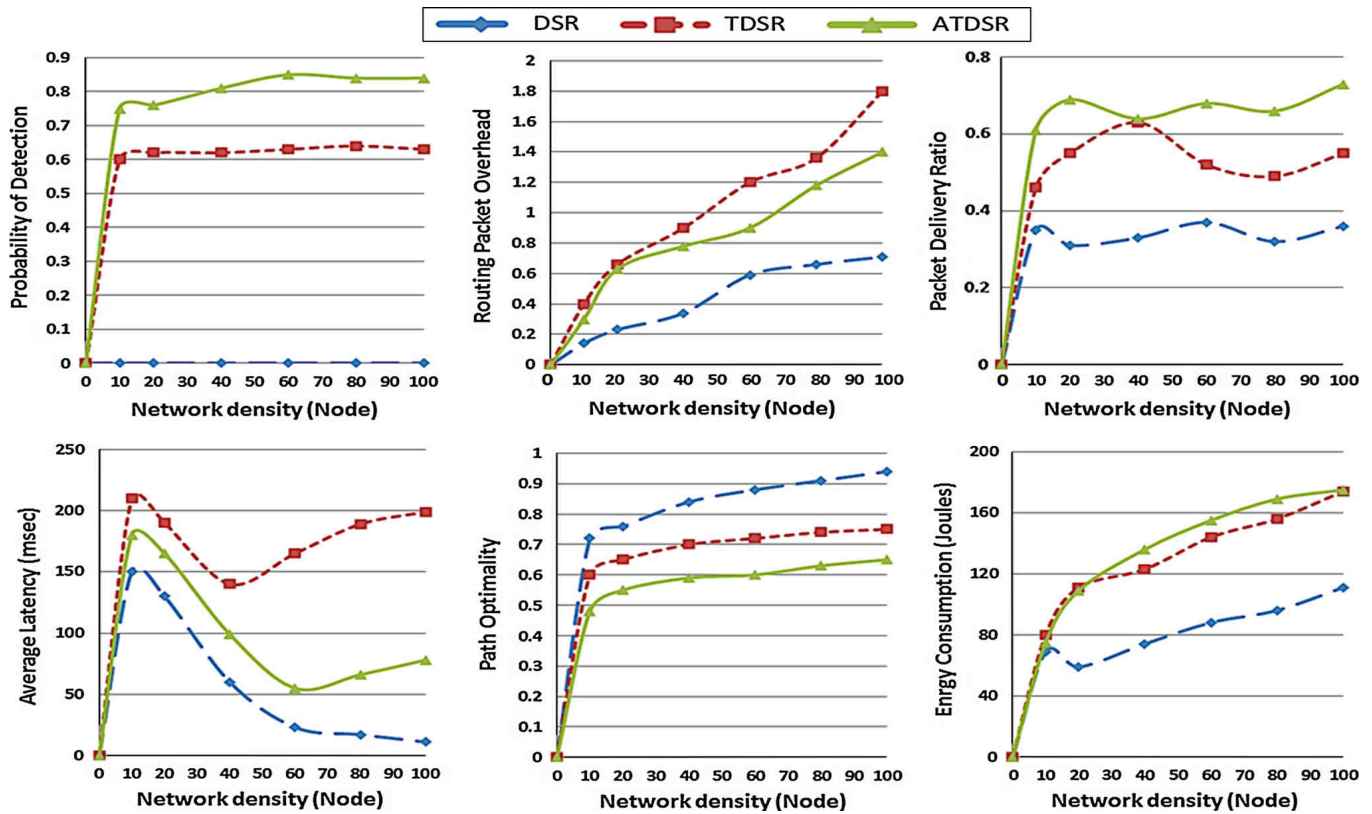 DSR TDSR ATDSR
Probability of Detection
0.9
0.8
0.7
0.6
0.5
0.4
0.3
0.2
0.1
0
0 10 20 30 40 50 60 70 80 90 100
Network density (Node)
Routing Packet Overhead
2
1.8
1.6
1.4
1.2
1
0.8
0.6
0.4
0.2
0
0 10 20 30 40 50 60 70 80 90 100
Network density (Node)
Packet Delivery Ratio
0.8
0.6
0.4
0.2
0
0 10 20 30 40 50 60 70 80 90 100
Network density (Node)
Average Latency (msec)
250
200
150
100
50
0
0 10 20 30 40 50 60 70 80 90 100
Network density (Node)
Path Optimality
1
0.9
0.8
0.7
0.6
0.5
0.4
0.3
0.2
0.1
0
0 10 20 30 40 50 60 70 80 90 100
Network density (Node)
Enrgy Consumption (Joules)
200
160
120
80
40
0
0 10 20 30 40 50 60 70 80 90 100
Network density (Node)